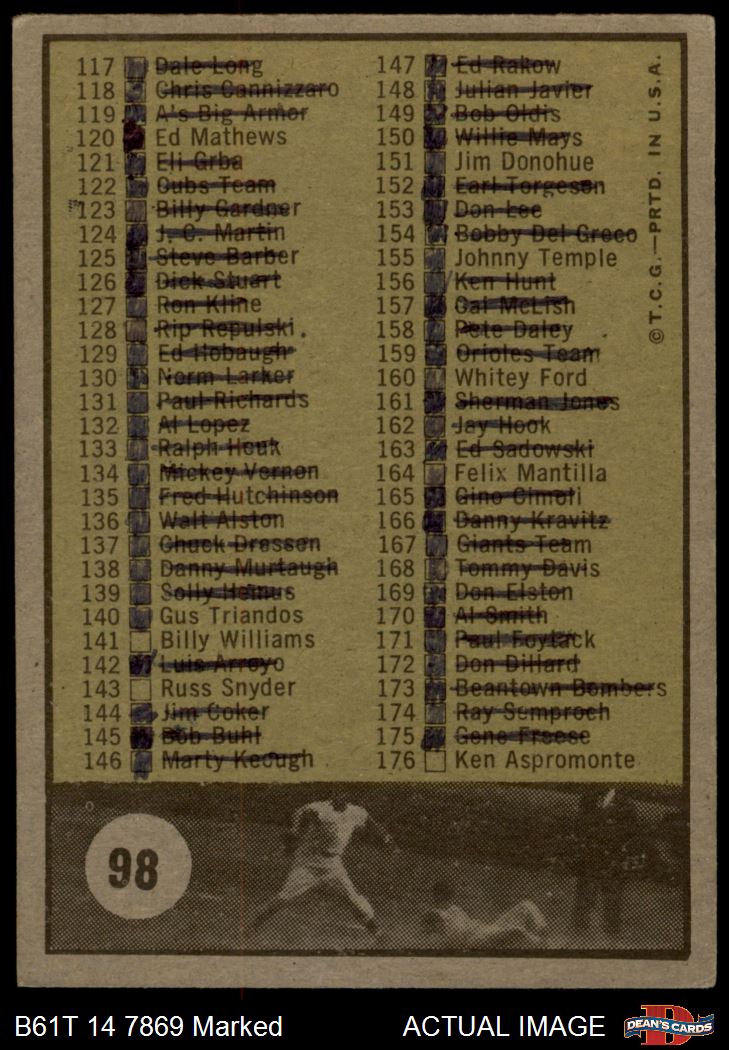 117 Dale Long
118 Chris Cannizzaro
119 A's Big Armor
120 Ed Mathews
121 Eli Grba
122 Cubs Team
123 Billy Gardner
124 J. C. Martin
125 Steve Barber
126 Dick Stuart
127 Ron Kline
128 Rip Repulski
129 Ed Hobaugh
130 Norm Larker
131 Paul Richards
132 Al Lopez
133 Ralph Houk
134 Mickey Vernon
135 Fred Hutchinson
136 Walt Alston
137 Chuck Dressen
138 Danny Murtaugh
139 Solly Hemus
140 Gus Triandos
141 Billy Williams
142 Luis Arroyo
143 Russ Snyder
144 Jim Coker
145 Bob Buhl
146 Marty Keough
147 Ed Rakow
148 Julian Javier
149 Bob Oldis
150 Willie Mays
151 Jim Donohue
152 Earl Torgeson
153 Don Lee
154 Bobby Del Greco
155 Johnny Temple
156 Ken Hunt
157 Cal McLish
158 Pete Daley
159 Orioles Team
160 Whitey Ford
161 Sherman Jones
162 Jay Hook
163 Ed Sadowski
164 Felix Mantilla
165 Gino Cimoli
166 Danny Kravitz
167 Giants Team
168 Tommy Davis
169 Don Elston
170 Al Smith
171 Paul Foytack
172 Don Dillard
173 Beantown Bombers
174 Ray Semproch
175 Gene Freese
176 Ken Aspromonte
© T.C.G.—PRTD. IN U.S.A.
98
B61T 14 7869 Marked
ACTUAL IMAGE
DEAN'S CARDS